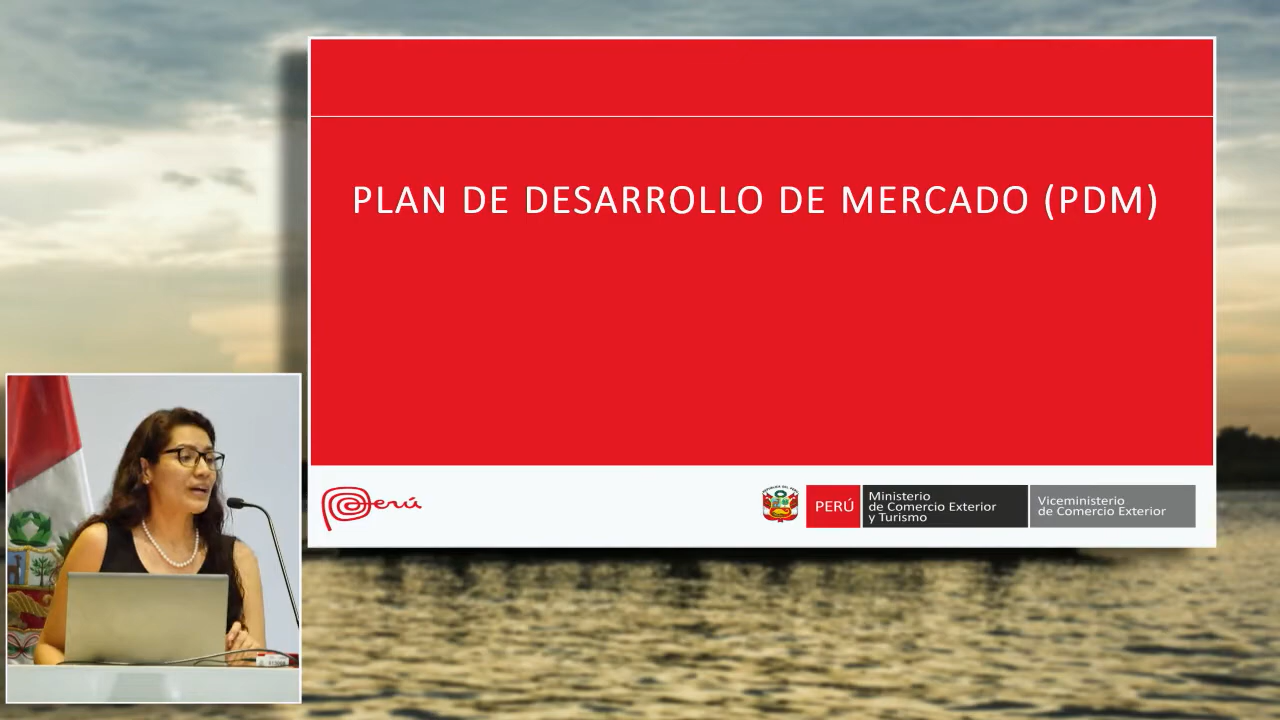 PLAN DE DESARROLLO DE MERCADO (PDM)
Perú
PERÚ
Ministerio
de Comercio Exterior
y Turismo
Viceministerio
de Comercio Exterior